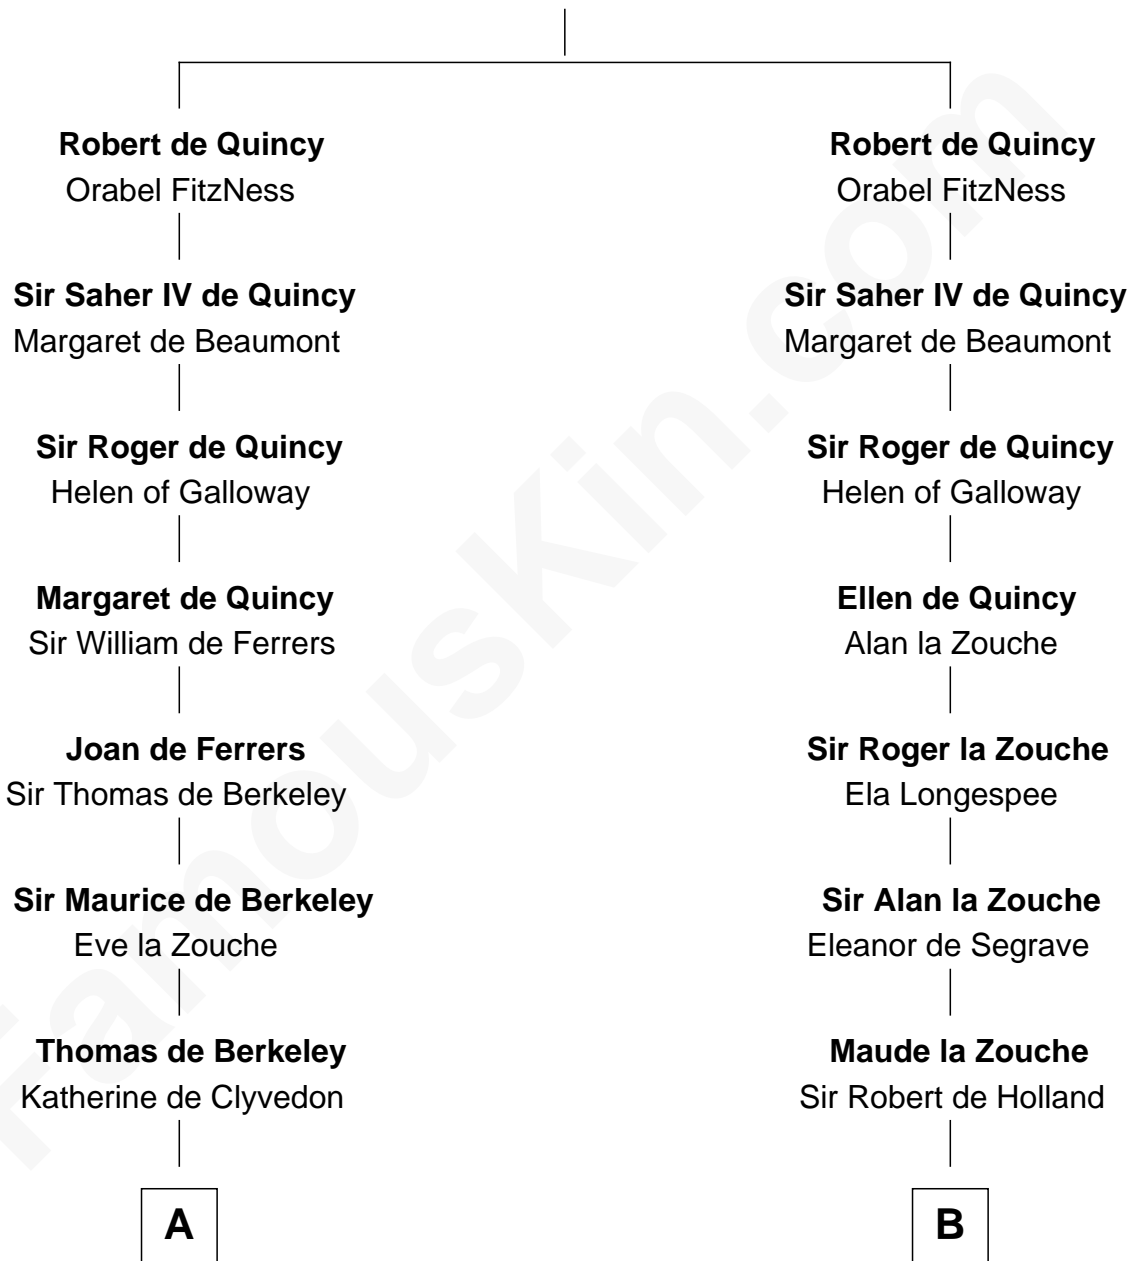 Robert de Quincy
Orabel FitzNess
Sir Saher IV de Quincy
Margaret de Beaumont
Sir Roger de Quincy
Helen of Galloway
Margaret de Quincy
Sir William de Ferrers
Joan de Ferrers
Sir Thomas de Berkeley
Sir Maurice de Berkeley
Eve la Zouche
Thomas de Berkeley
Katherine de Clyvedon
A
Robert de Quincy
Orabel FitzNess
Sir Saher IV de Quincy
Margaret de Beaumont
Sir Roger de Quincy
Helen of Galloway
Ellen de Quincy
Alan la Zouche
Sir Roger la Zouche
Ela Longespee
Sir Alan la Zouche
Eleanor de Segrave
Maude la Zouche
Sir Robert de Holland
B
FamousKin.com